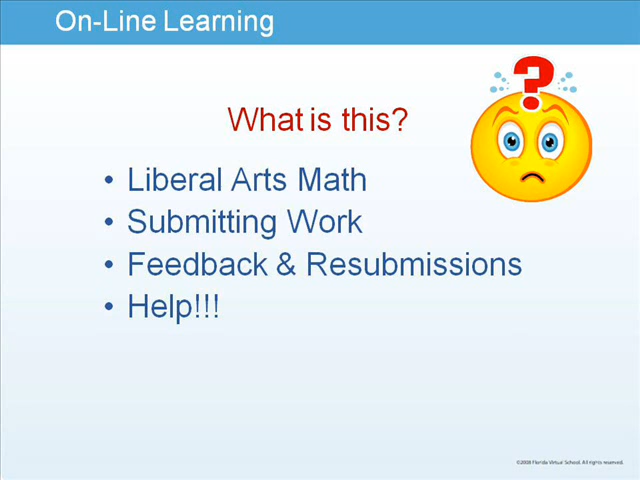 On-Line Learning
What is this?
• Liberal Arts Math
• Submitting Work
• Feedback & Resubmissions
• Help!!!
©2008 Florida Virtual School. All rights reserved.